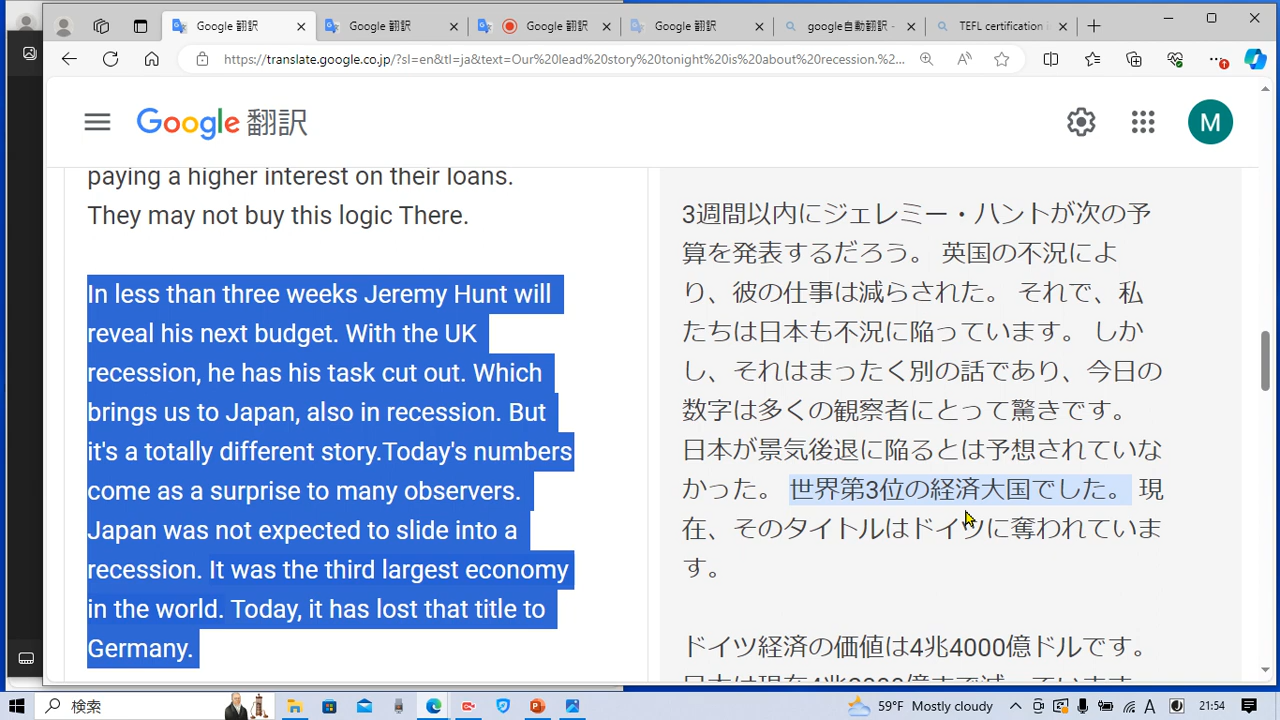 Google 翻訳
Google 翻訳
Google 翻訳
Google 翻訳
google自動翻訳 -
TEFL certification i
https://translate.google.co.jp/?sl=en&tl=ja&text=Our%20lead%20story%20tonight%20is%20about%20recession.%2...
Google 翻訳
M
paying a higher interest on their loans.
They may not buy this logic There.
In less than three weeks Jeremy Hunt will
reveal his next budget. With the UK
recession, he has his task cut out. Which
brings us to Japan, also in recession. But
it's a totally different story.Today's numbers
come as a surprise to many observers.
Japan was not expected to slide into a
recession. It was the third largest economy
in the world. Today, it has lost that title to
Germany.
3週間以内にジェレミー・ハントが次の予
算を発表するだろう。 英国の不況によ
り、彼の仕事は減らされた。 それで、私
たちは日本も不況に陥っています。 しか
し、それはまったく別の話であり、今日の
数字は多くの観察者にとって驚きです。
日本が景気後退に陥るとは予想されていな
かった。 世界第3位の経済大国でした。 現
在、そのタイトルはドイツに奪われていま
す。
ドイツ経済の価値は4兆4000億ドルです。
検索
59°F Mostly cloudy
A
21:54